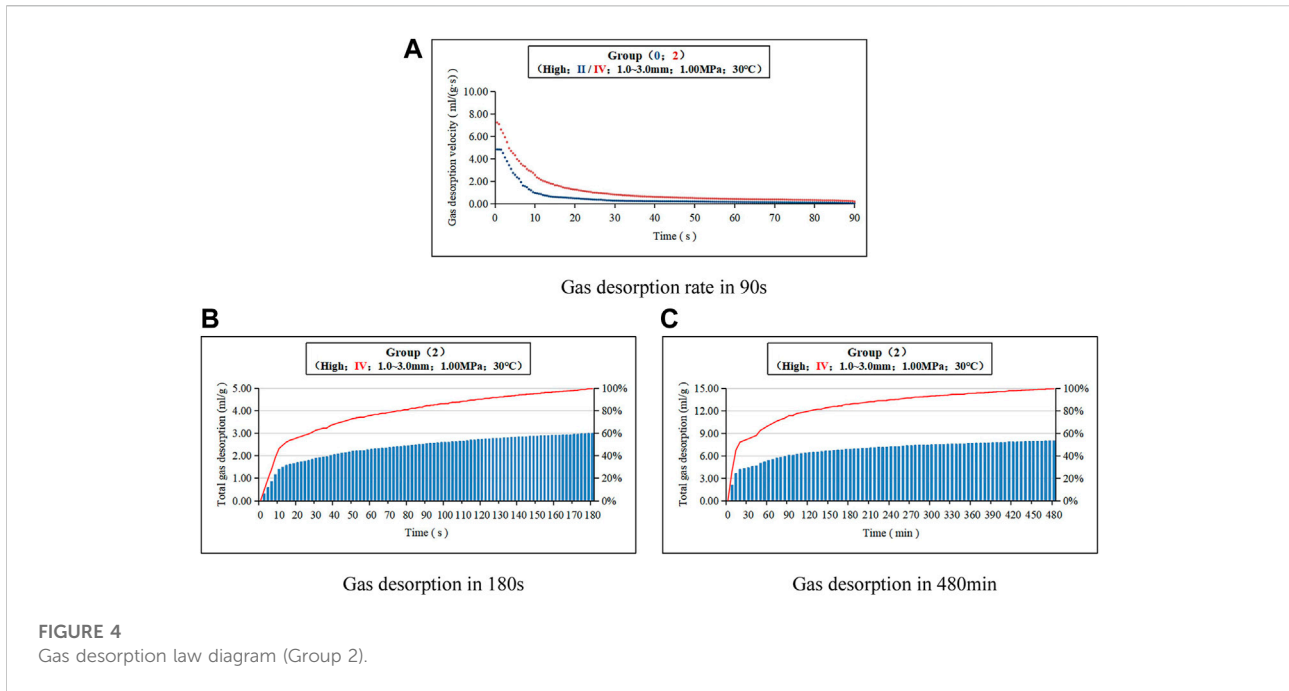 A
Group（0；2）
(High；II / IV；1.0~3.0mm；1.00MPa；30℃)
Gas desorption velocity ( ml/(g·s) )
10.00
8.00
6.00
4.00
2.00
0.00
0 10 20 30 40 50 60 70 80 90
Time ( s )
Gas desorption rate in 90s
B
Group（2）
(High；IV；1.0~3.0mm；1.00MPa；30℃)
Total gas desorption (ml/g)
5.00
4.00
3.00
2.00
1.00
0.00
100%
80%
60%
40%
20%
0%
0 10 20 30 40 50 60 70 80 90 100 110 120 130 140 150 160 170 180
Time ( s )
Gas desorption in 180s
C
Group（2）
(High；IV；1.0~3.0mm；1.00MPa；30℃)
Total gas desorption (ml/g)
15.00
12.00
9.00
6.00
3.00
0.00
100%
80%
60%
40%
20%
0%
0 30 60 90 120 150 180 210 240 270 300 330 360 390 420 450 480
Time ( min )
Gas desorption in 480min
FIGURE 4
Gas desorption law diagram (Group 2).